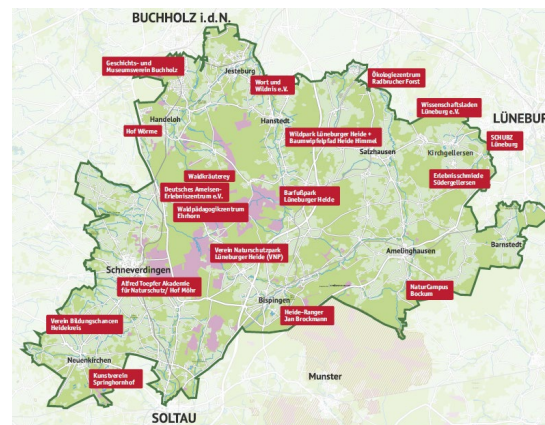 BUCHHOLZ i.d.N.
Geschichts- und
Museumsverein Buchholz
Jesteburg
Wort und
Wildnis e.V.
Ökologiezentrum
Radbrucher Forst
Wissenschaftsladen
Lüneburg e.V.
LÜNEBUR
Handeloh
Hanstedt
Hof Wörme
Wildpark Lüneburger Heide +
Baumwipfelpfad Heide Himmel
SCHUBZ
Lüneburg
Salzhausen
Kirchgellersen
Waldkräuterey
Erlebnisschmiede
Südergellersen
Deutsches Ameisen-
Erlebniszentrum e.V.
Barfußpark
Lüneburger Heide
Waldpädagogikzentrum
Ehrhorn
Verein Naturschutzpark
Lüneburger Heide (VNP)
Amelinghausen
Barnstedt
Schneverdingen
Alfred Toepfer Akademie
für Naturschutz/ Hof Möhr
NaturCampus
Bockum
Bispingen
Heide-Ranger
Jan Brockmann
Verein Bildungschancen
Heidekreis
Neuenkirchen
Kunstverein
Springhornhof
Munster
SOLTAU